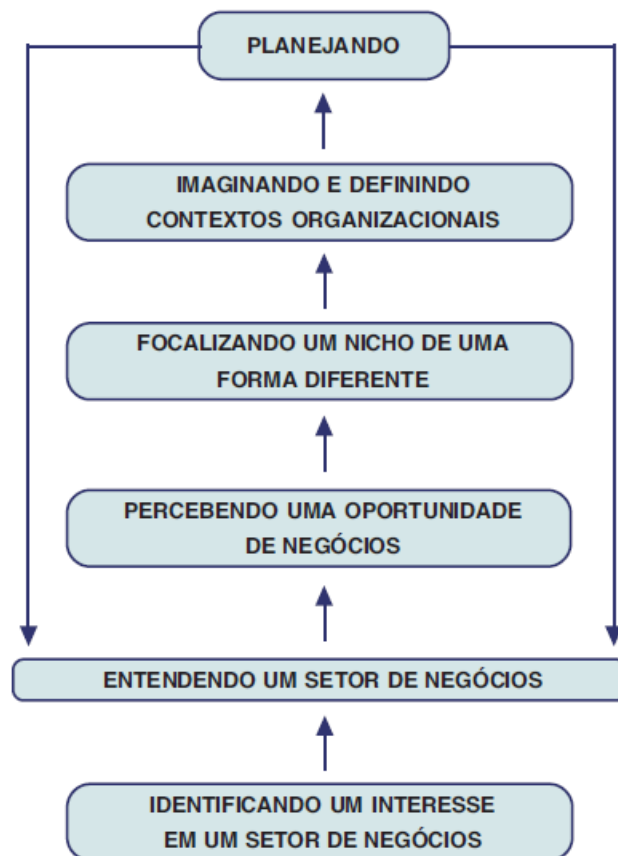 PLANEJANDO
IMAGINANDO E DEFININDO
CONTEXTOS ORGANIZACIONAIS
FOCALIZANDO UM NICHO DE UMA
FORMA DIFERENTE
PERCEBENDO UMA OPORTUNIDADE
DE NEGÓCIOS
ENTENDENDO UM SETOR DE NEGÓCIOS
IDENTIFICANDO UM INTERESSE
EM UM SETOR DE NEGÓCIOS